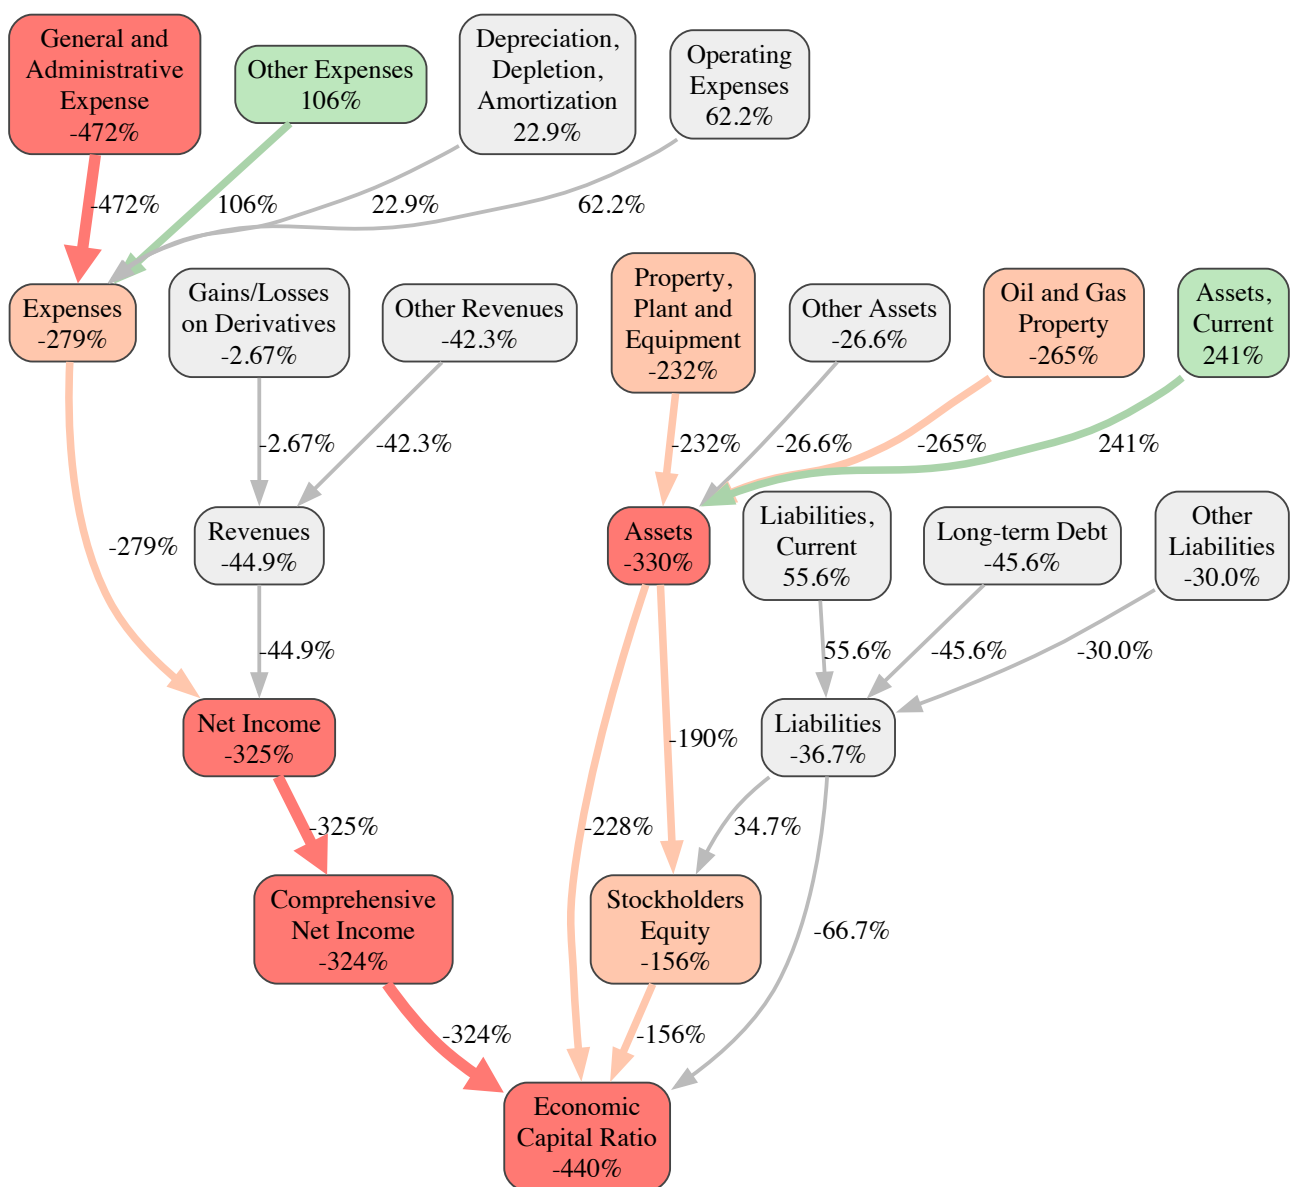 General and
Administrative
Expense
-472%
Other Expenses
106%
Depreciation,
Depletion,
Amortization
22.9%
Operating
Expenses
62.2%
-472%
106%
22.9%
62.2%
Expenses
-279%
Gains/Losses
on Derivatives
-2.67%
Other Revenues
-42.3%
Property,
Plant and
Equipment
-232%
Other Assets
-26.6%
Oil and Gas
Property
-265%
Assets,
Current
241%
-2.67%
-42.3%
-232%
-26.6%
-265%
241%
-279%
Revenues
-44.9%
Assets
-330%
Liabilities,
Current
55.6%
Long-term Debt
-45.6%
Other
Liabilities
-30.0%
-44.9%
55.6%
-45.6%
-30.0%
Net Income
-325%
-190%
Liabilities
-36.7%
-325%
-228%
34.7%
Comprehensive
Net Income
-324%
Stockholders
Equity
-156%
-66.7%
-324%
-156%
Economic
Capital Ratio
-440%